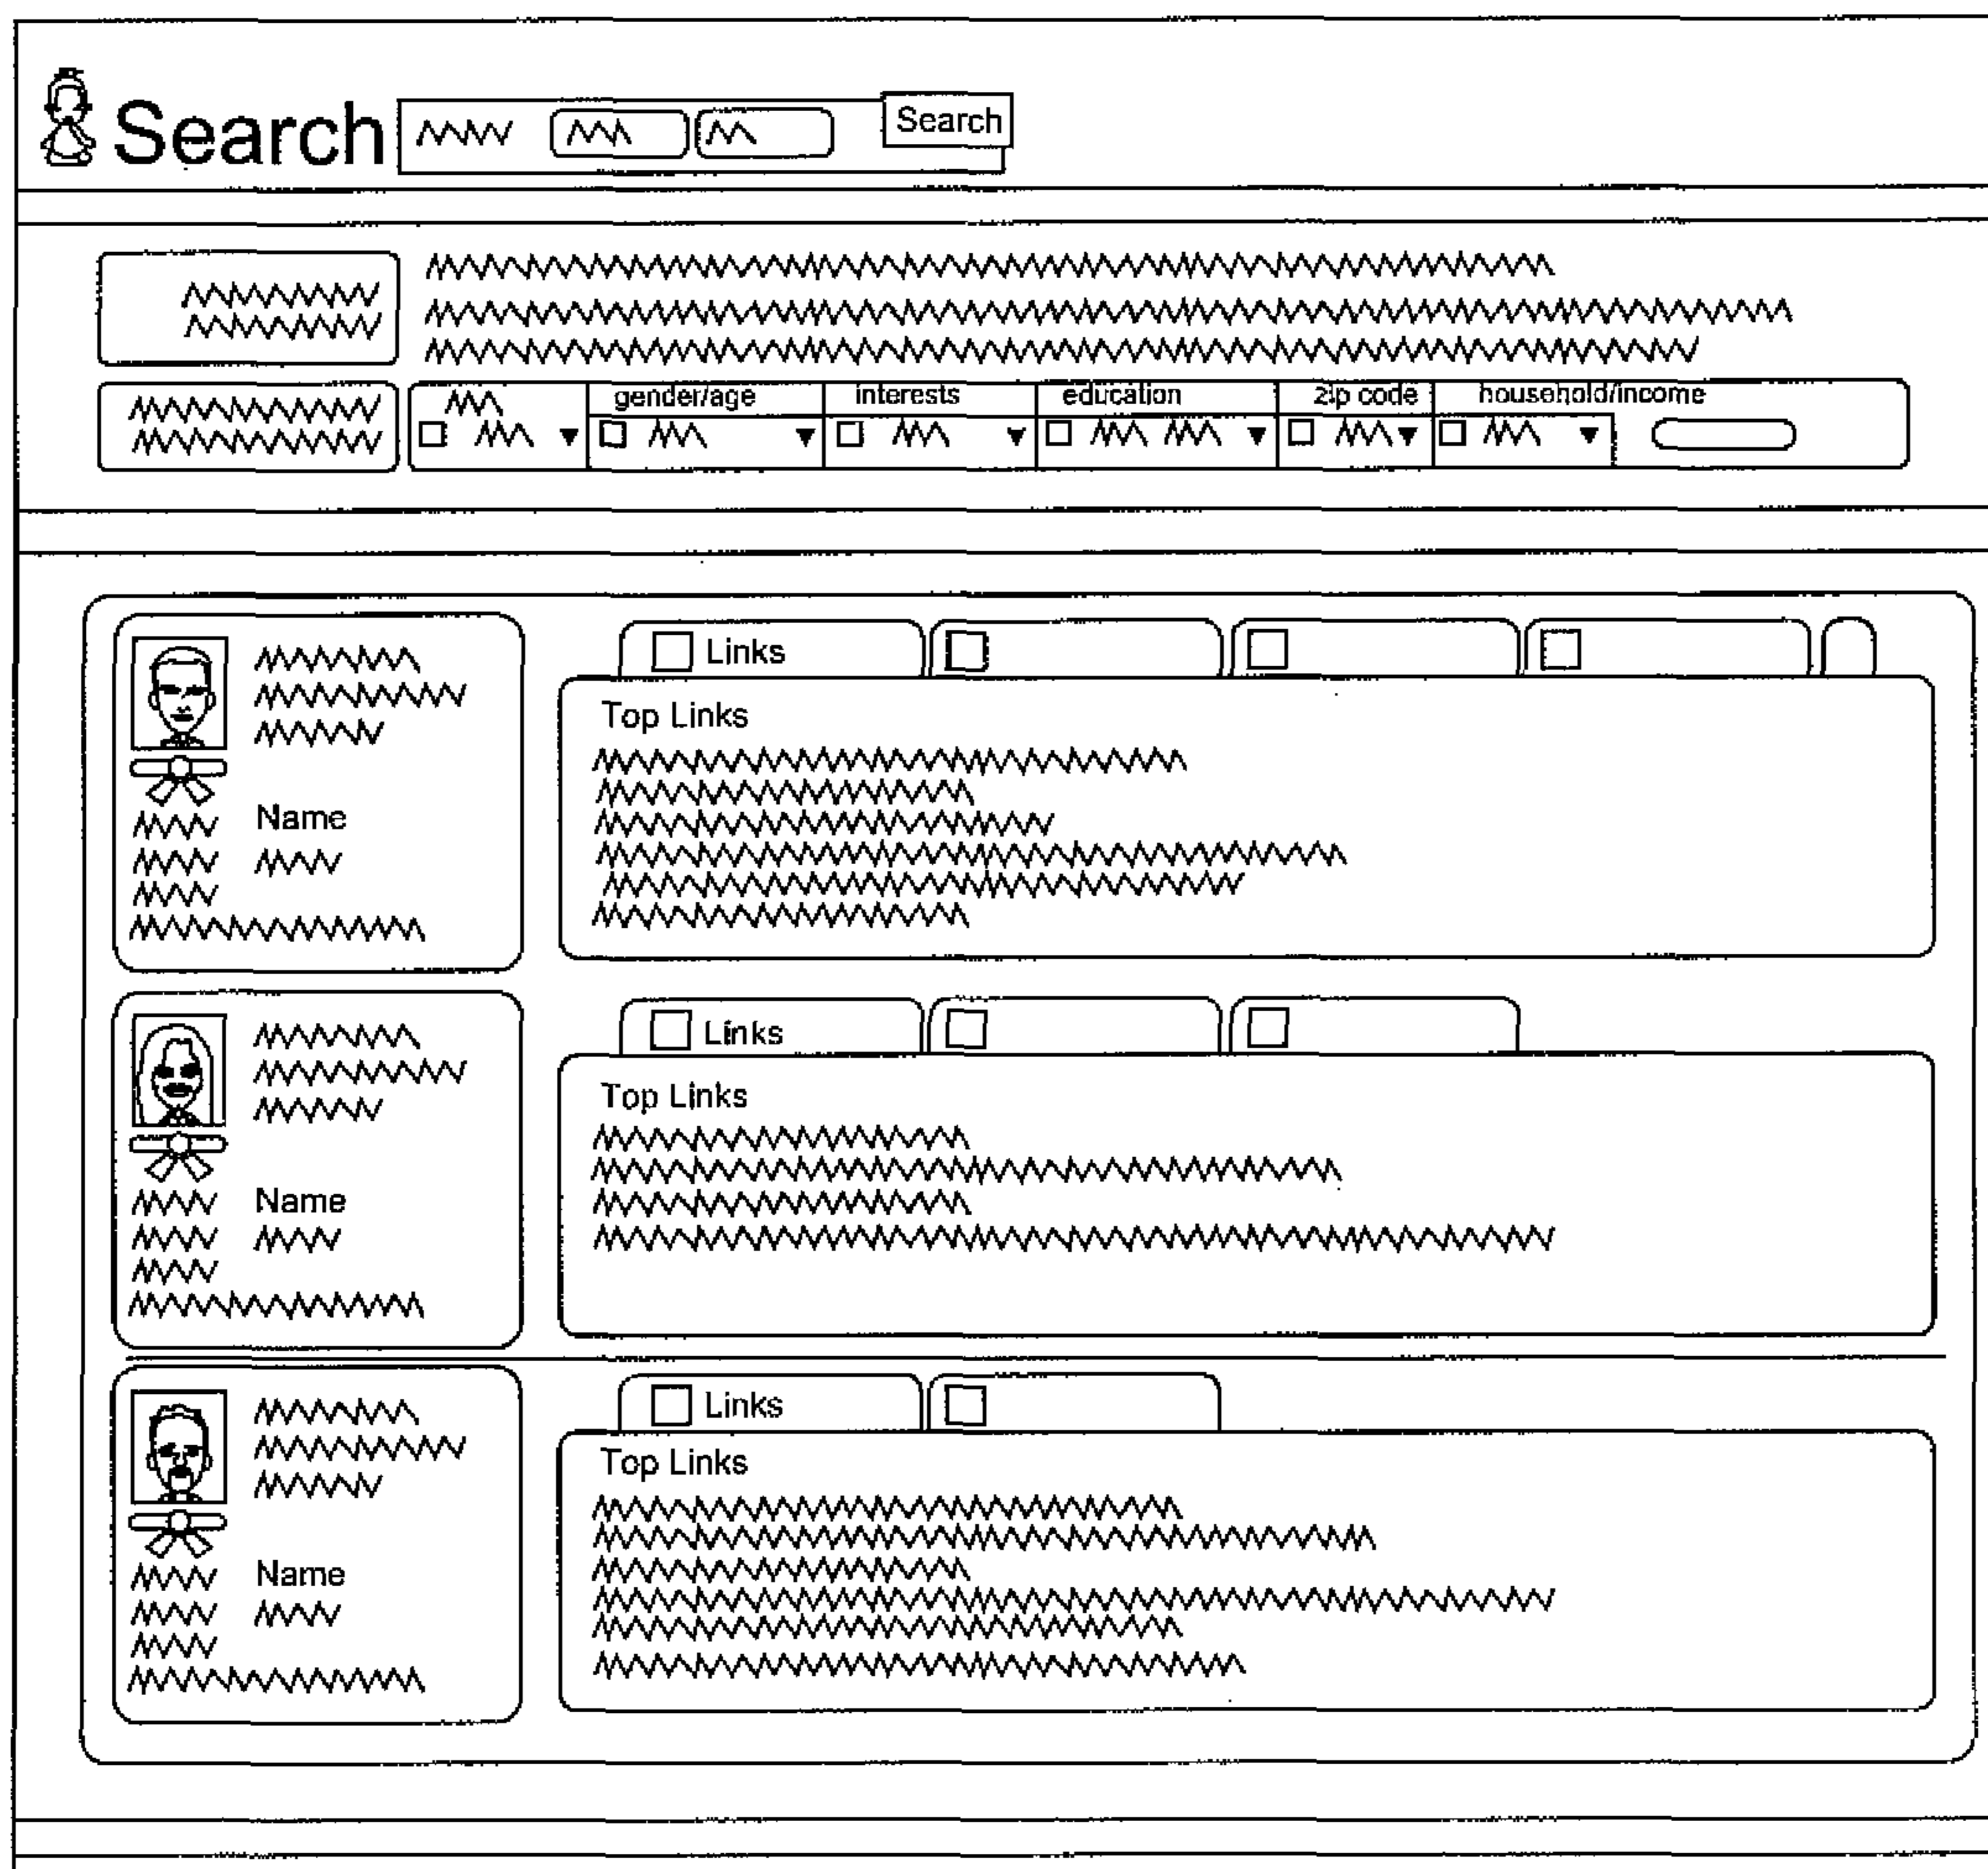 Search Search
gender/age interests education zip code household/income
Links
Top Links
Name
Links
Top Links
Name
Links
Top Links
Name